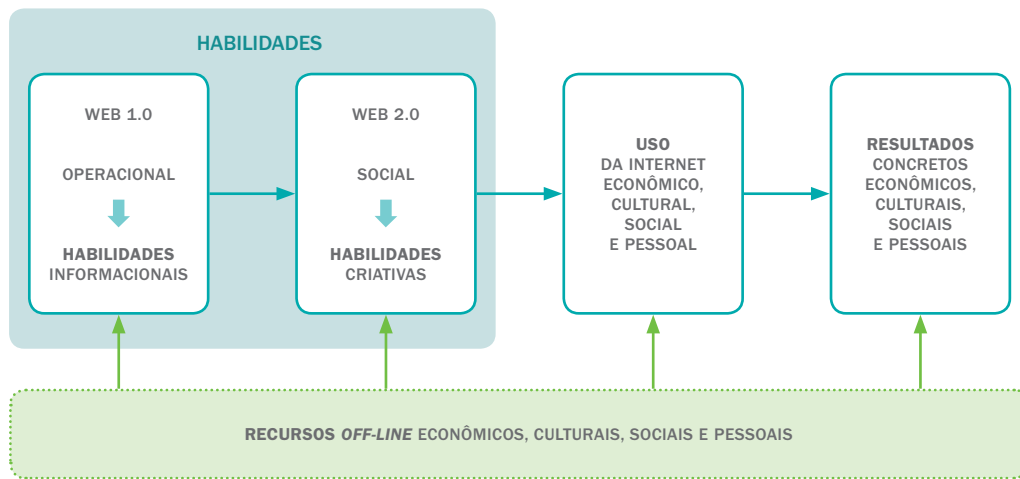 HABILIDADES
WEB 1.0
OPERACIONAL
HABILIDADES
INFORMACIONAIS
WEB 2.0
SOCIAL
HABILIDADES
CRIATIVAS
USO
DA INTERNET
ECONÔMICO,
CULTURAL,
SOCIAL
E PESSOAL
RESULTADOS
CONCRETOS
ECONÔMICOS,
CULTURAIS,
SOCIAIS
E PESSOAIS
RECURSOS OFF-LINE ECONÔMICOS, CULTURAIS, SOCIAIS E PESSOAIS